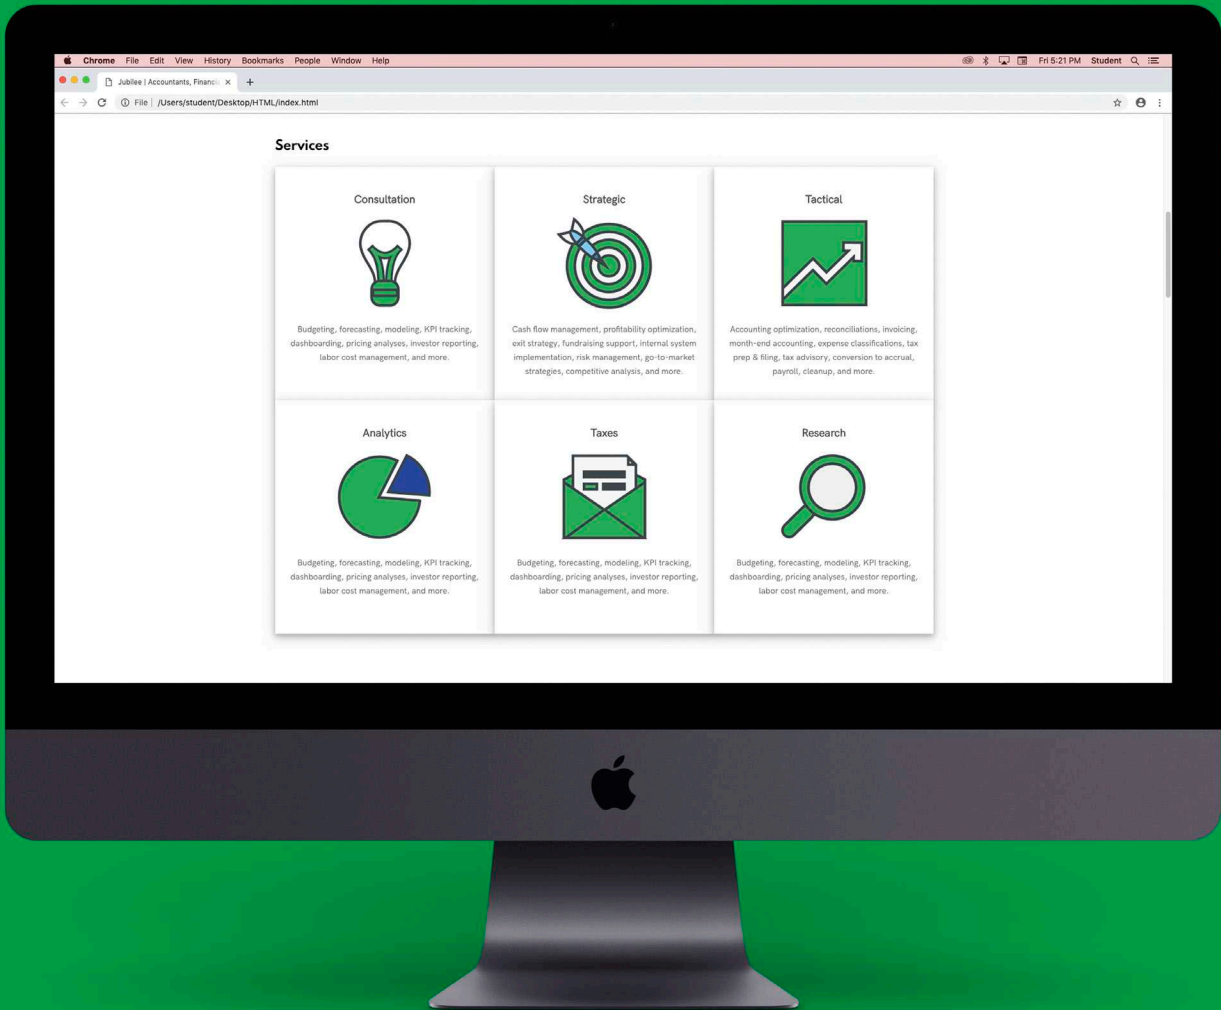 Chrome File Edit View History Bookmarks People Window Help Fri 5:21 PM Student
Jubilee | Accountants, Financi
File | /Users/student/Desktop/HTML/index.html
Services
Consultation
Budgeting, forecasting, modeling, KPI tracking,
dashboarding, pricing analyses, investor reporting,
labor cost management, and more.
Strategic
Cash flow management, profitability optimization,
exit strategy, fundraising support, internal system
implementation, risk management, go-to-market
strategies, competitive analysis, and more.
Tactical
Accounting optimization, reconciliations, invoicing,
month-end accounting, expense classifications, tax
prep & filing, tax advisory, conversion to accrual,
payroll, cleanup, and more.
Analytics
Budgeting, forecasting, modeling, KPI tracking,
dashboarding, pricing analyses, investor reporting,
labor cost management, and more.
Taxes
Budgeting, forecasting, modeling, KPI tracking,
dashboarding, pricing analyses, investor reporting,
labor cost management, and more.
Research
Budgeting, forecasting, modeling, KPI tracking,
dashboarding, pricing analyses, investor reporting,
labor cost management, and more.